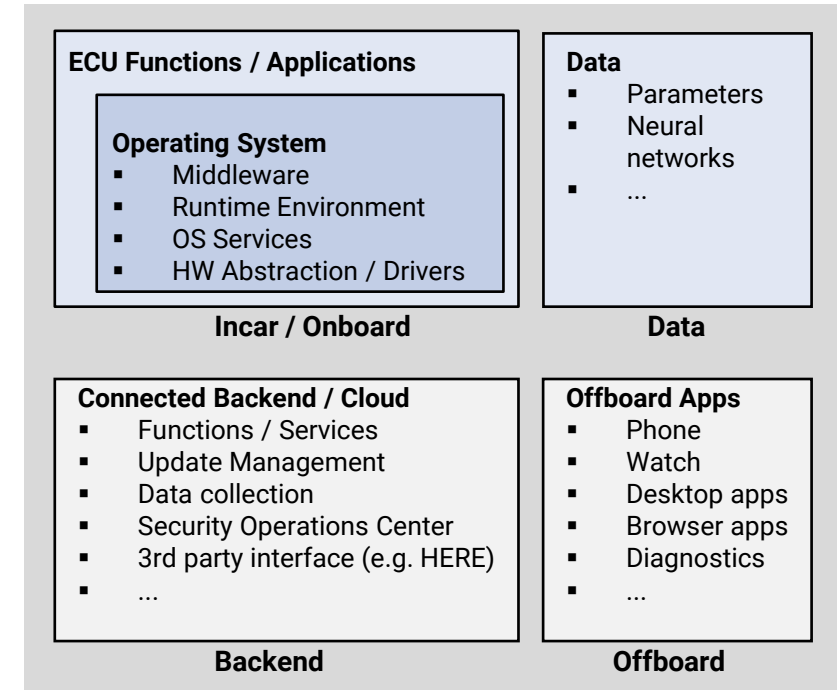 ECU Functions / Applications
Operating System
▪ Middleware
▪ Runtime Environment
▪ OS Services
▪ HW Abstraction / Drivers
Incar / Onboard
Data
▪ Parameters
▪ Neural
networks
▪ ...
Data
Connected Backend / Cloud
▪ Functions / Services
▪ Update Management
▪ Data collection
▪ Security Operations Center
▪ 3rd party interface (e.g. HERE)
▪ ...
Backend
Offboard Apps
▪ Phone
▪ Watch
▪ Desktop apps
▪ Browser apps
▪ Diagnostics
▪ ...
Offboard